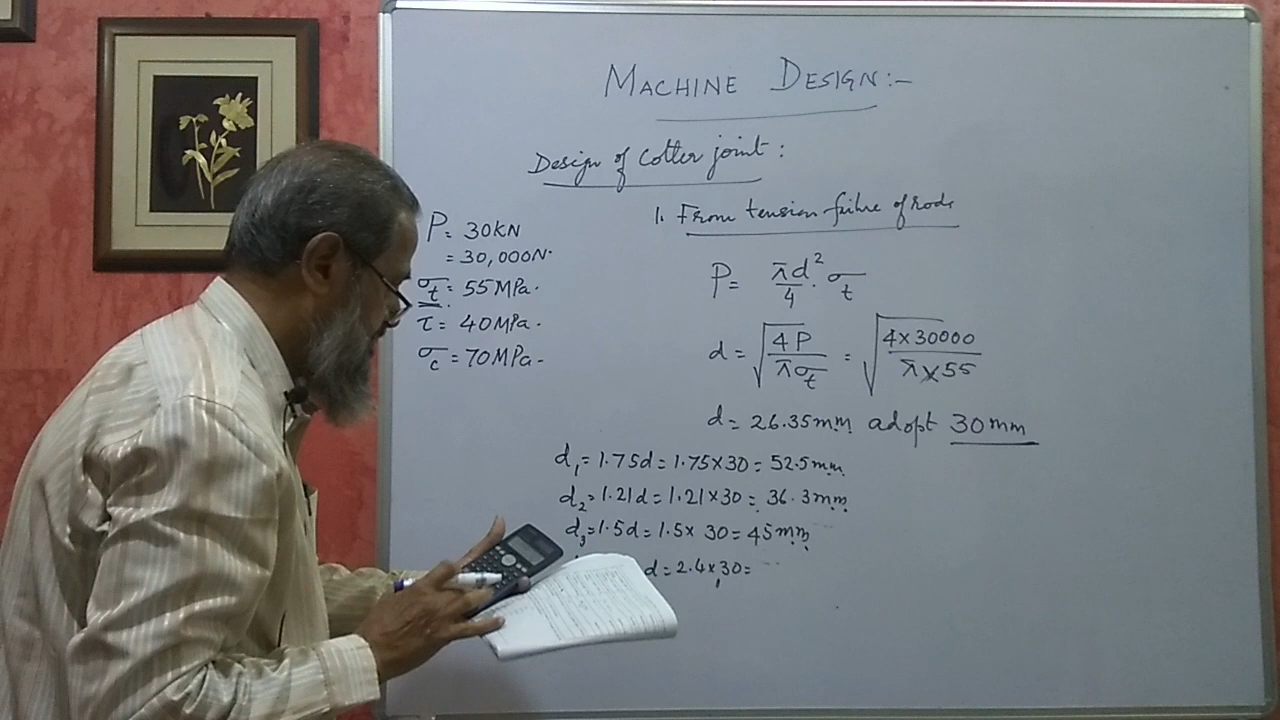 MACHINE DESIGN:-
Design of Cotter joint:
P = 30KN
= 30,000N.
σt = 55MPa.
τ = 40MPa.
σc = 70MPa-
1. From tension failure of rods
P = πd²/4 . σt
d = √(4P/πσt) = √(4×30000/π×55)
d = 26.35mm adopt 30mm
d1 = 1.75d = 1.75×30 = 52.5mm
d2 = 1.21d = 1.21×30 = 36.3mm
d3 = 1.5d = 1.5×30 = 45mm
d = 2.4×30 =